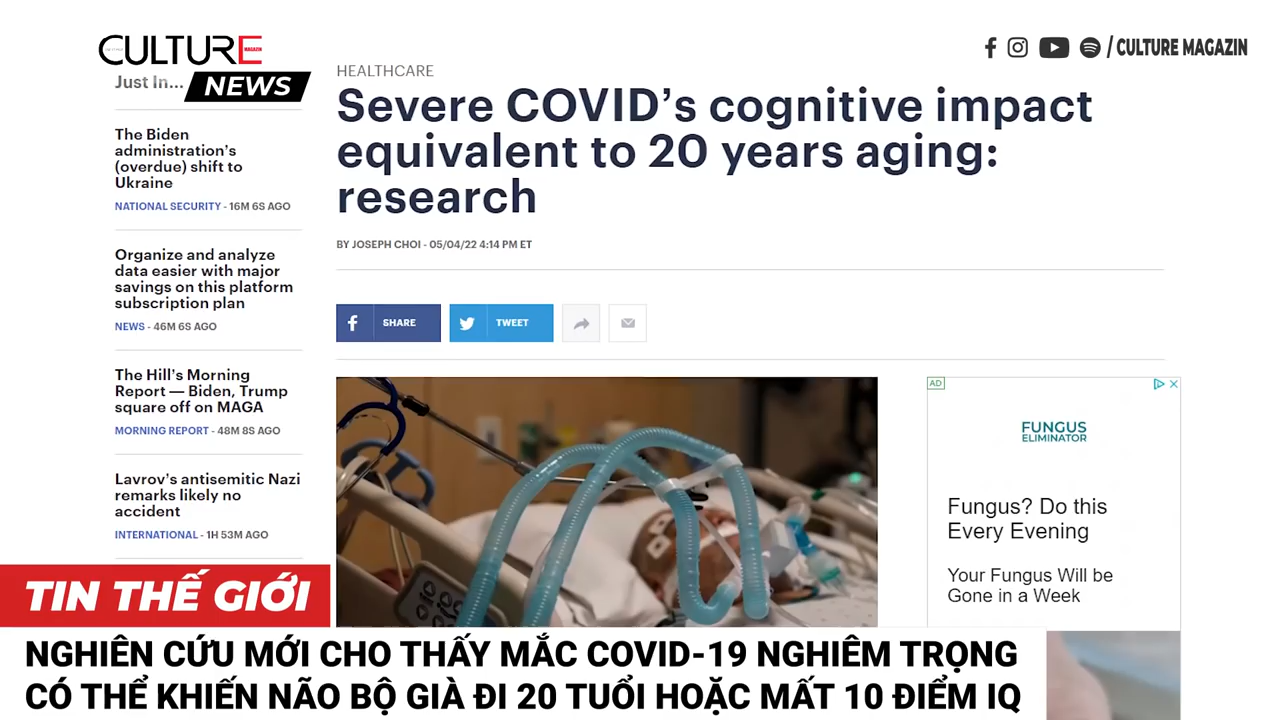 CULTURE
MAGAZIN
NEWS
/ CULTURE MAGAZIN
Just In...
The Biden
administration's
(overdue) shift to
Ukraine
NATIONAL SECURITY - 16M 6S AGO
Organize and analyze
data easier with major
savings on this platform
subscription plan
NEWS - 46M 6S AGO
The Hill's Morning
Report — Biden, Trump
square off on MAGA
MORNING REPORT - 48M 8S AGO
Lavrov's antisemitic Nazi
remarks likely no
accident
INTERNATIONAL - 1H 53M AGO
HEALTHCARE
Severe COVID's cognitive impact
equivalent to 20 years aging:
research
BY JOSEPH CHOI - 05/04/22 4:14 PM ET
SHARE
TWEET
AD
FUNGUS
ELIMINATOR
Fungus? Do this
Every Evening
Your Fungus Will be
Gone in a Week
TIN THẾ GIỚI
NGHIÊN CỨU MỚI CHO THẤY MẮC COVID-19 NGHIÊM TRỌNG
CÓ THỂ KHIẾN NÃO BỘ GIÀ ĐI 20 TUỔI HOẶC MẤT 10 ĐIỂM IQ